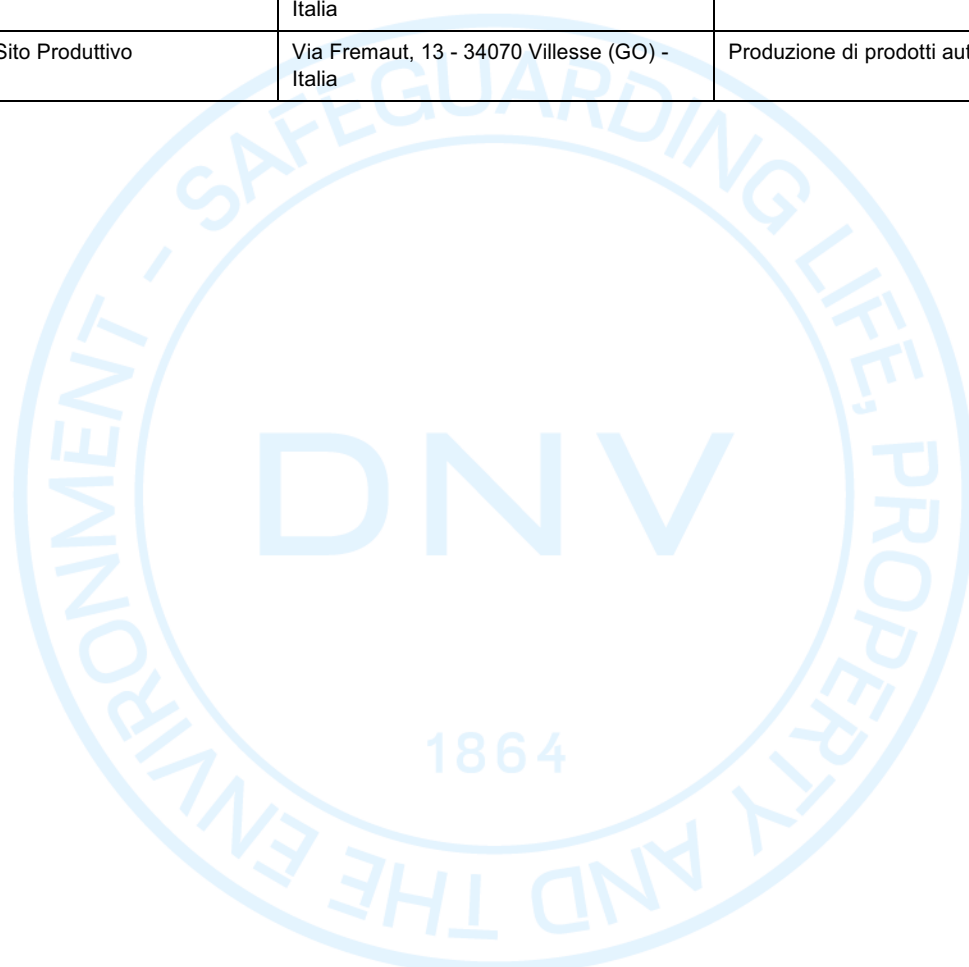 Italia
Sito Produttivo
Via Fremaut, 13 - 34070 Villesse (GO) -
Italia
Produzione di prodotti
SAFEGUARDING LIFE, PROPERTY AND THE ENVIRONMENT -
DNV
1864